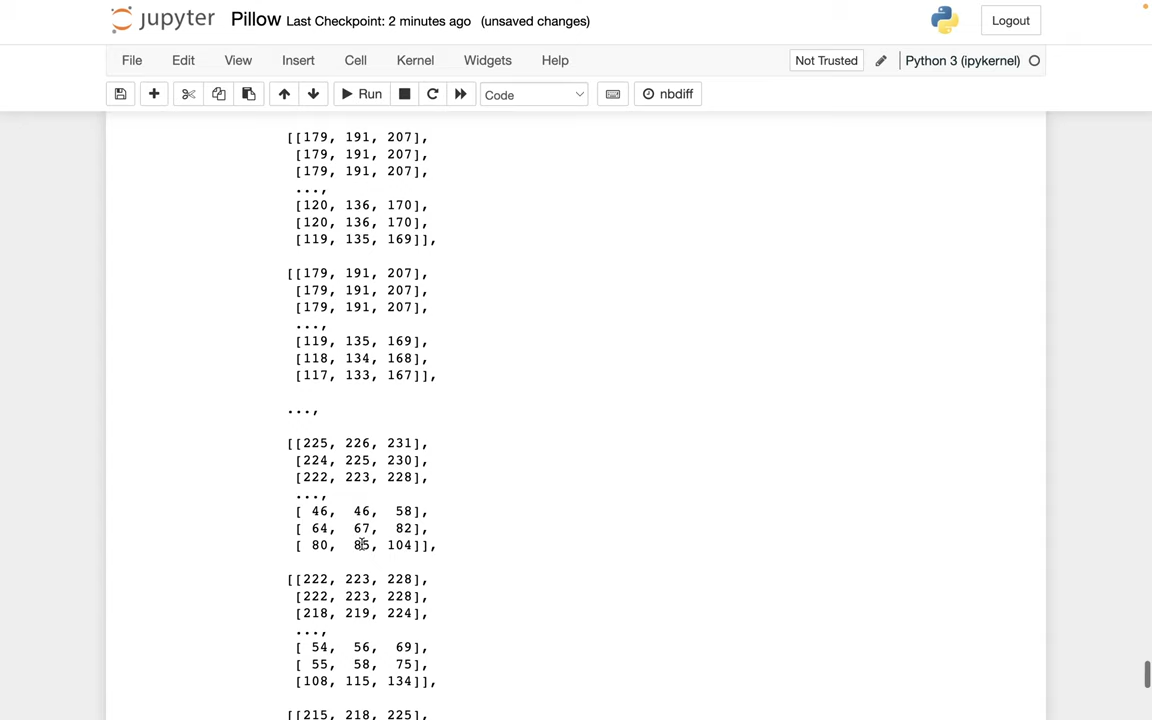 jupyter Pillow Last Checkpoint: 2 minutes ago (unsaved changes) Logout
File Edit View Insert Cell Kernel Widgets Help Not Trusted Python 3 (ipykernel)
Run Code nbdiff
[[179, 191, 207],
[179, 191, 207],
[179, 191, 207],
...,
[120, 136, 170],
[120, 136, 170],
[119, 135, 169]],
[[179, 191, 207],
[179, 191, 207],
[179, 191, 207],
...,
[119, 135, 169],
[118, 134, 168],
[117, 133, 167]],
...,
[[225, 226, 231],
[224, 225, 230],
[222, 223, 228],
...,
[ 46, 46, 58],
[ 64, 67, 82],
[ 80, 85, 104]],
[[222, 223, 228],
[222, 223, 228],
[218, 219, 224],
...,
[ 54, 56, 69],
[ 55, 58, 75],
[108, 115, 134]],
[[215, 218, 225],